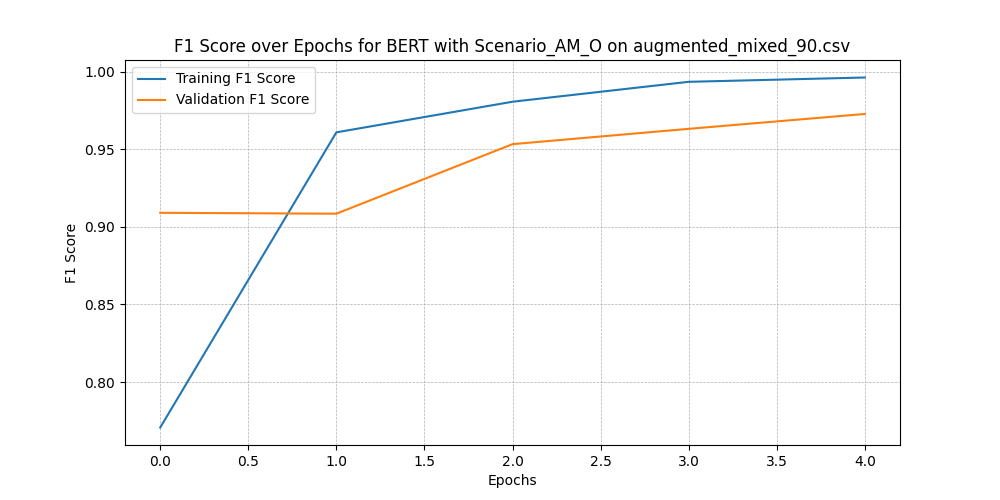 F1 Score over Epochs for BERT with Scenario_AM_O on augmented_mixed_90.csv
Training F1 Score
Validation F1 Score
F1 Score
1.00
0.95
0.90
0.85
0.80
0.0 0.5 1.0 1.5 2.0 2.5 3.0 3.5 4.0
Epochs